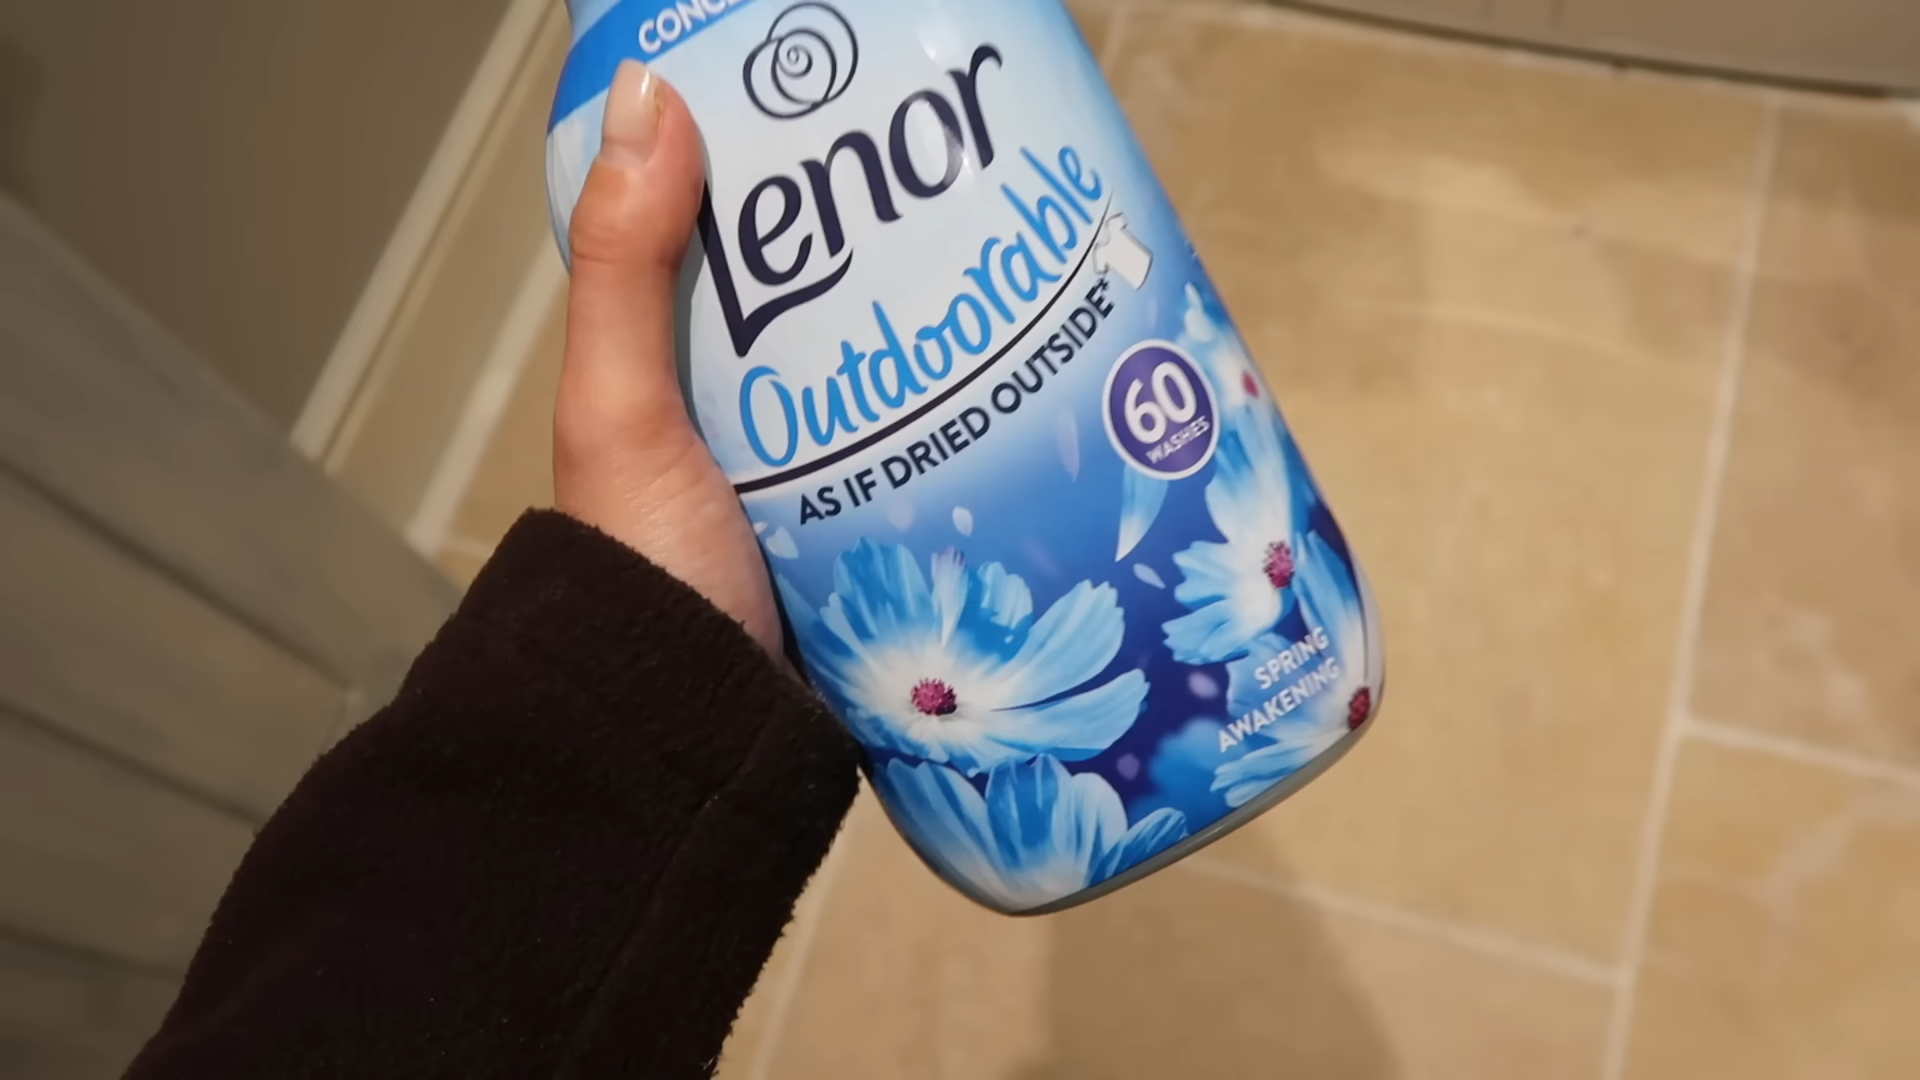 Lenor
Outdoorable
AS IF DRIED OUTSIDE*
60
WASHES
SPRING
AWAKENING